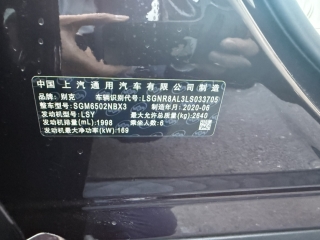 中国 上汽通用汽车有限公司制造
品牌：别克 车辆识别代号：LSGNR8AL3LS033705
整车型号：SGM6502NBX3 制造年月：2020-06
发动机型号：LSY 最大允许总质量(kg)：2640
发动机排量(mL)：1998 乘坐人数：6
发动机最大净功率(kW)：169